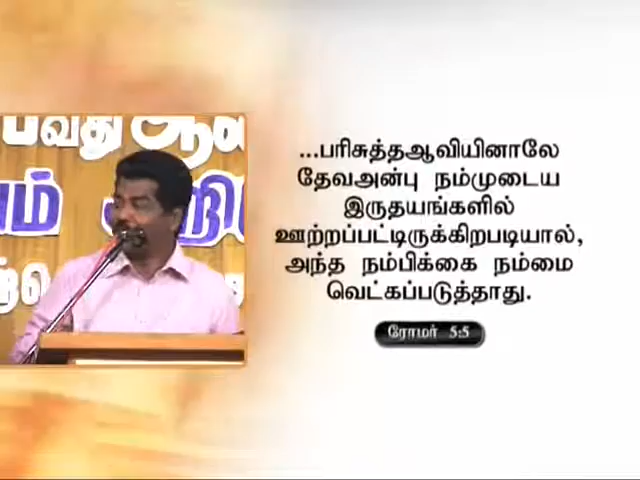 ...பரிசுத்தஆவியினாலே
தேவஅன்பு நம்முடைய
இருதயங்களில்
ஊற்றப்பட்டிருக்கிறபடியால்,
அந்த நம்பிக்கை நம்மை
வெட்கப்படுத்தாது.
ரோமர் 5:5